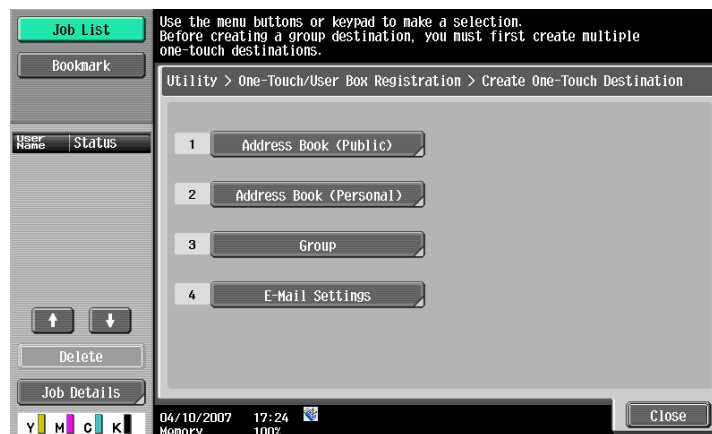 Job List
Bookmark
User Name Status
Delete
Job Details
Y M C K
Use the menu buttons or keypad to make a selection.
Before creating a group destination, you must first create multiple
one-touch destinations.
Utility > One-Touch/User Box Registration > Create One-Touch Destination
1 Address Book (Public)
2 Address Book (Personal)
3 Group
4 E-Mail Settings
04/10/2007 17:24
Memory 100%
Close